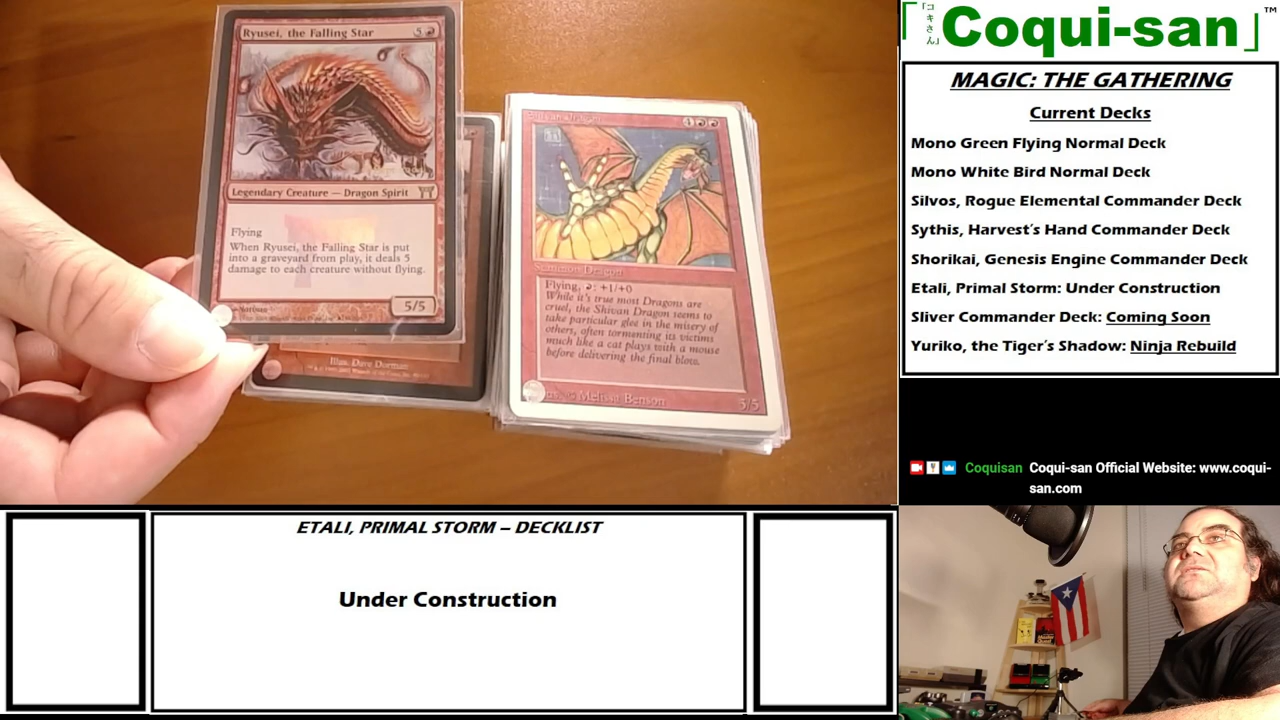 Ryusei, the Falling Star 5
Legendary Creature — Dragon Spirit
Flying
When Ryusei, the Falling Star is put
into a graveyard from play, it deals 5
damage to each creature without flying.
5/5
Illus. Dave Dorman
Shivan Dragon 4
Summon Dragon
Flying, : +1/+0
While it's true most Dragons are
cruel, the Shivan Dragon seems to
take particular glee in the misery of
others, often tormenting its victims
much like a cat plays with a mouse
before delivering the final blow.
Illus. © Melissa Benson
5/5
「コキさん」
「Coqui-san」™
MAGIC: THE GATHERING
Current Decks
Mono Green Flying Normal Deck
Mono White Bird Normal Deck
Silvos, Rogue Elemental Commander Deck
Sythis, Harvest's Hand Commander Deck
Shorikai, Genesis Engine Commander Deck
Etali, Primal Storm: Under Construction
Sliver Commander Deck: Coming Soon
Yuriko, the Tiger's Shadow: Ninja Rebuild
Coquisan Coqui-san Official Website: www.coqui-
san.com
ETALI, PRIMAL STORM – DECKLIST
Under Construction